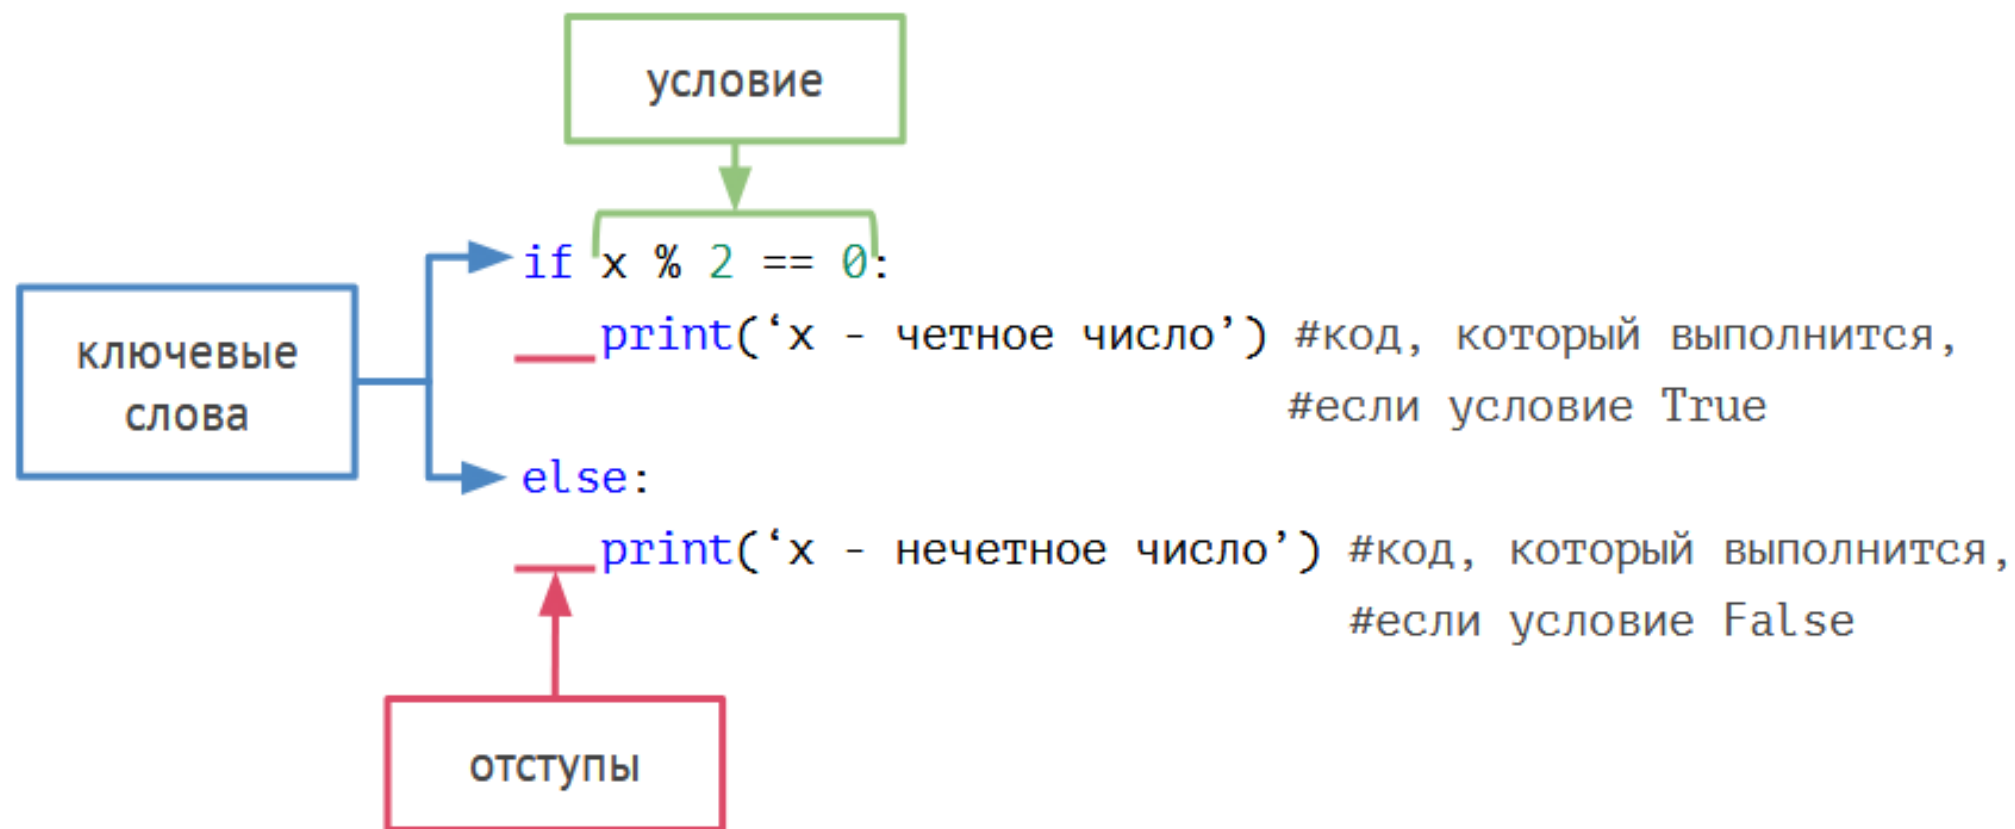 условие
if x % 2 == 0:
print(‘x - четное число’) #код, который выполнится,
#если условие True
ключевые
слова
else:
print(‘x - нечетное число’) #код, который выполнится,
#если условие False
отступы